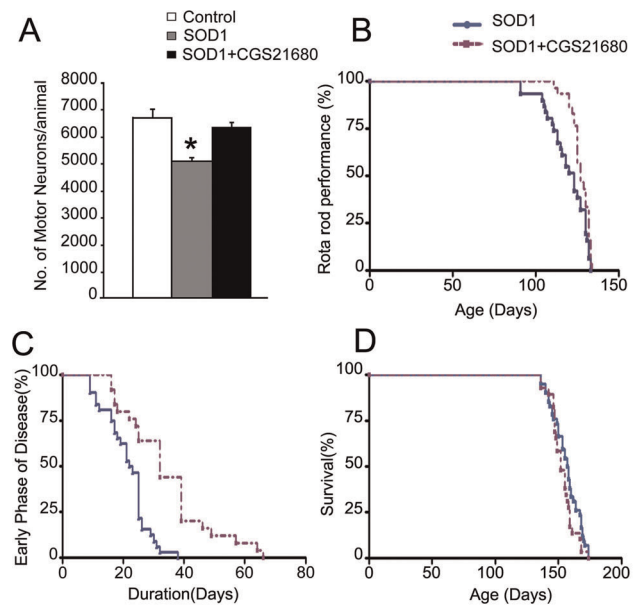 A
Control
SOD1
SOD1+CGS21680
No. of Motor Neurons/animal
8000
7000
6000
5000
4000
3000
2000
1000
0
*
B
SOD1
SOD1+CGS21680
Rota rod performance (%)
100
75
50
25
0
0 50 100 150
Age (Days)
C
Early Phase of Disease(%)
100
75
50
25
0
0 20 40 60 80
Duration(Days)
D
Survival(%)
100
75
50
25
0
0 50 100 150 200
Age (Days)